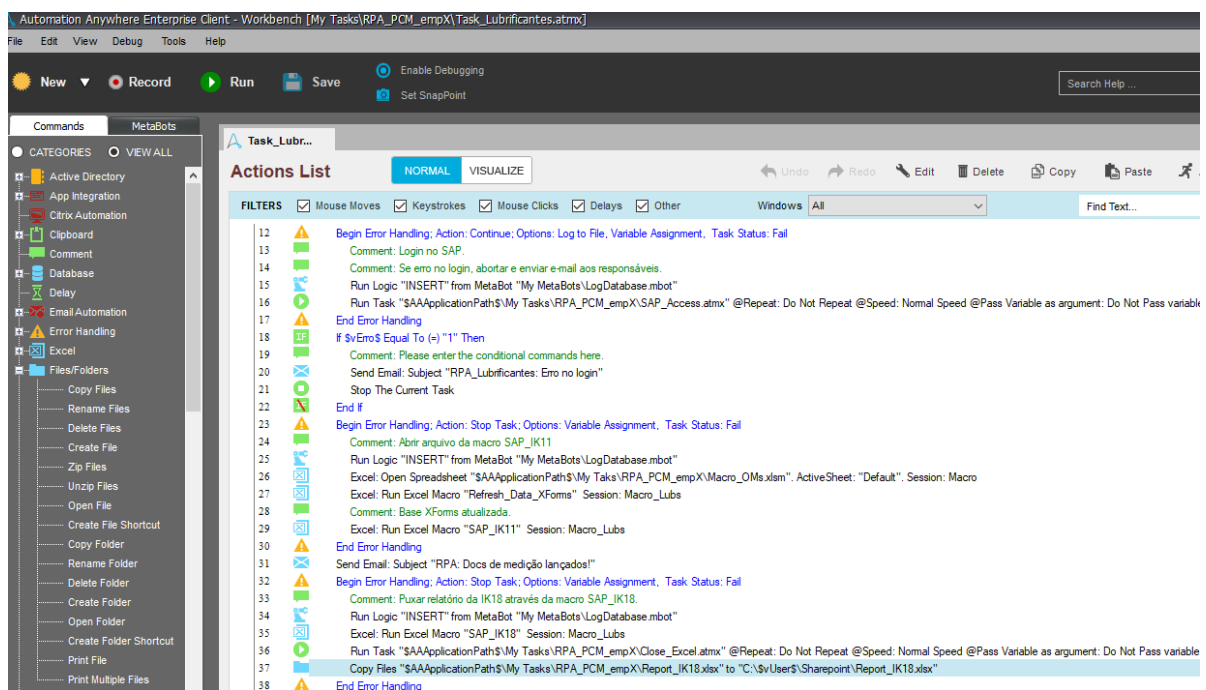 Automation Anywhere Enterprise Client - Workbench [My Tasks\RPA_PCM_empX\Task_Lubrificantes.atmx]
File Edit View Debug Tools Help
New Record Run Save
Enable Debugging
Set SnapPoint
Search Help ...
Commands MetaBots
CATEGORIES VIEW ALL
Active Directory
App Integration
Citrix Automation
Clipboard
Comment
Database
Delay
Email Automation
Error Handling
Excel
Files/Folders
Copy Files
Rename Files
Delete Files
Create File
Zip Files
Unzip Files
Open File
Create File Shortcut
Copy Folder
Rename Folder
Delete Folder
Create Folder
Open Folder
Create Folder Shortcut
Print File
Print Multiple Files
Task_Lubr...
Actions List NORMAL VISUALIZE Undo Redo Edit Delete Copy Paste
FILTERS Mouse Moves Keystrokes Mouse Clicks Delays Other Windows All Find Text...
12 Begin Error Handling; Action: Continue; Options: Log to File, Variable Assignment, Task Status: Fail
13 Comment: Login no SAP.
14 Comment: Se erro no login, abortar e enviar e-mail aos responsáveis.
15 Run Logic "INSERT" from MetaBot "My MetaBots\LogDatabase.mbot"
16 Run Task "$AAApplicationPath$\My Tasks\RPA_PCM_empX\SAP_Access.atmx" @Repeat: Do Not Repeat @Speed: Normal Speed @Pass Variable as argument: Do Not Pass variable
17 End Error Handling
18 IF If $vErro$ Equal To (=) "1" Then
19 Comment: Please enter the conditional commands here.
20 Send Email: Subject "RPA_Lubrificantes: Erro no login"
21 Stop The Current Task
22 End If
23 Begin Error Handling; Action: Stop Task; Options: Variable Assignment, Task Status: Fail
24 Comment: Abrir arquivo da macro SAP_IK11
25 Run Logic "INSERT" from MetaBot "My MetaBots\LogDatabase.mbot"
26 Excel: Open Spreadsheet "$AAApplicationPath$\My Taks\RPA_PCM_empX\Macro_OMs.xlsm". ActiveSheet: "Default". Session: Macro
27 Excel: Run Excel Macro "Refresh_Data_XForms" Session: Macro_Lubs
28 Comment: Base XForms atualizada.
29 Excel: Run Excel Macro "SAP_IK11" Session: Macro_Lubs
30 End Error Handling
31 Send Email: Subject "RPA: Docs de medição lançados!"
32 Begin Error Handling; Action: Stop Task; Options: Variable Assignment, Task Status: Fail
33 Comment: Puxar relatório da IK18 através da macro SAP_IK18.
34 Run Logic "INSERT" from MetaBot "My MetaBots\LogDatabase.mbot"
35 Excel: Run Excel Macro "SAP_IK18" Session: Macro_Lubs
36 Run Task "$AAApplicationPath$\My Tasks\RPA_PCM_empX\Close_Excel.atmx" @Repeat: Do Not Repeat @Speed: Normal Speed @Pass Variable as argument: Do Not Pass variable
37 Copy Files "$AAApplicationPath$\My Tasks\RPA_PCM_empX\Report_IK18.xlsx" to "C:\$vUser$\Sharepoint\Report_IK18.xlsx"
38 End Error Handling